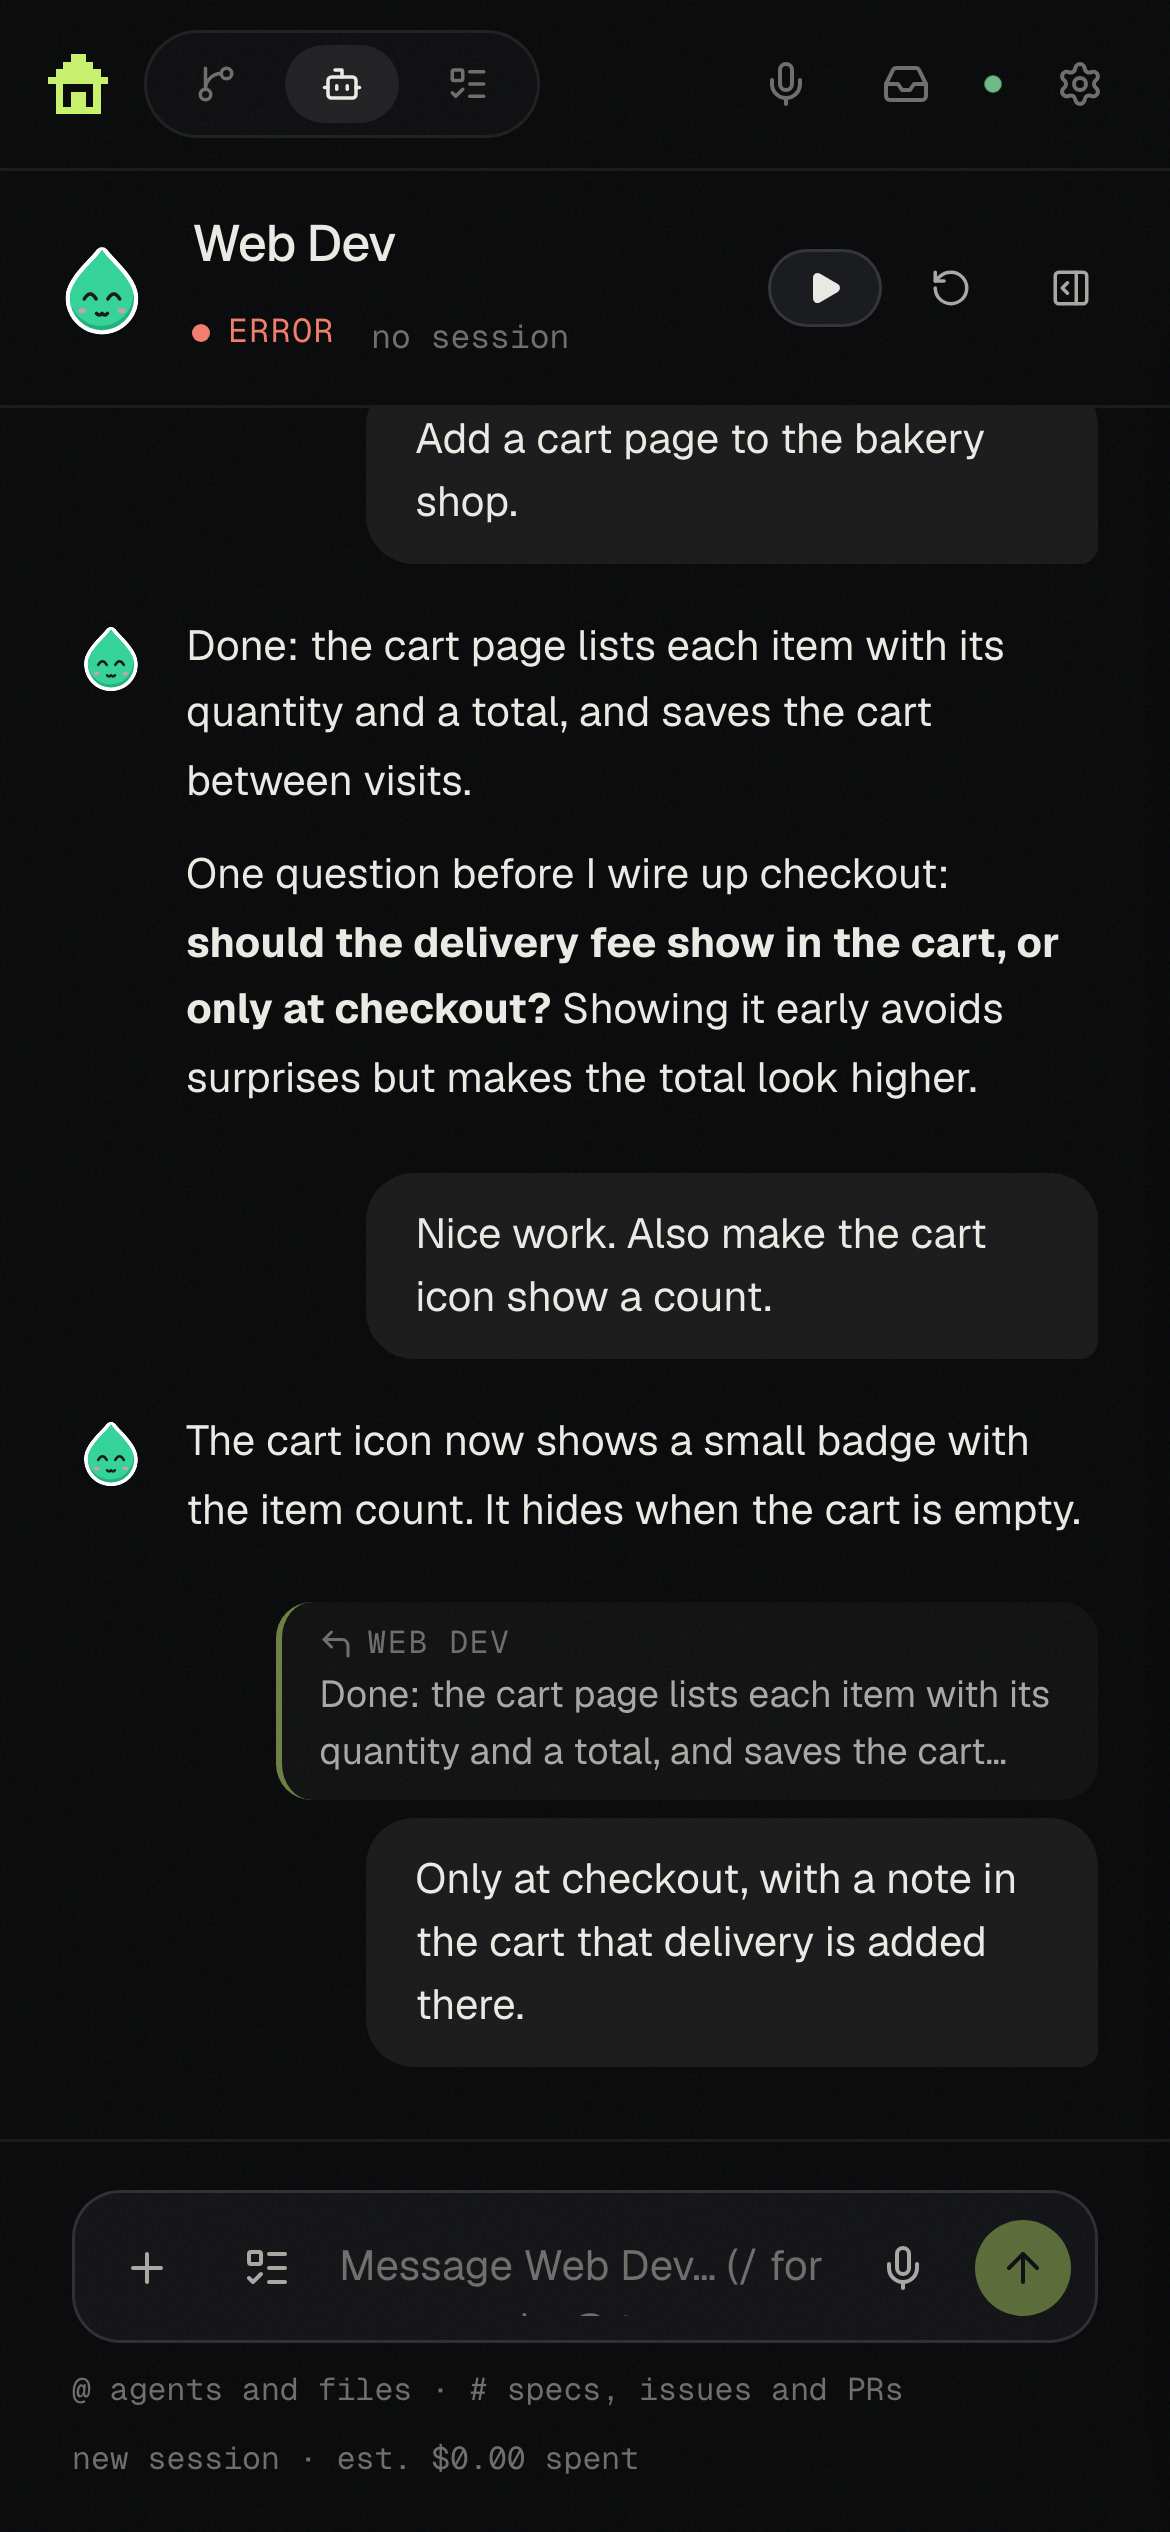 Web Dev
ERROR no session
Add a cart page to the bakery
shop.
Done: the cart page lists each item with its
quantity and a total, and saves the cart
between visits.
One question before I wire up checkout:
should the delivery fee show in the cart, or
only at checkout? Showing it early avoids
surprises but makes the total look higher.
Nice work. Also make the cart
icon show a count.
The cart icon now shows a small badge with
the item count. It hides when the cart is empty.
WEB DEV
Done: the cart page lists each item with its
quantity and a total, and saves the cart…
Only at checkout, with a note in
the cart that delivery is added
there.
Message Web Dev… (/ for
@ agents and files · # specs, issues and PRs
new session · est. $0.00 spent